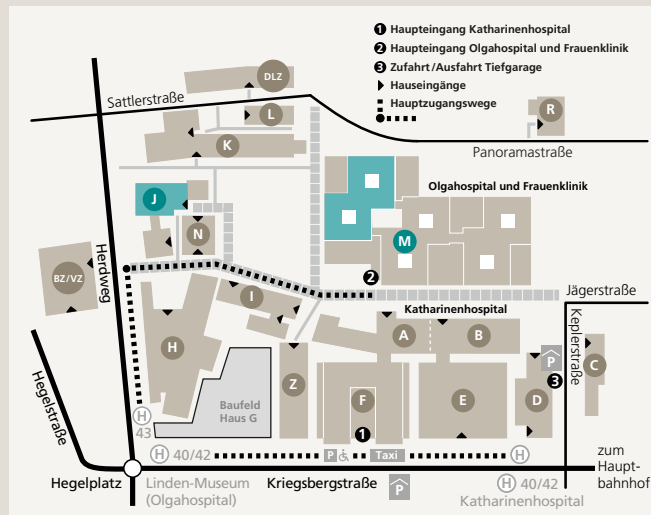 1 Haupteingang Katharinenhospital
2 Haupteingang Olgahospital und Frauenklinik
3 Zufahrt /Ausfahrt Tiefgarage
Hauseingänge
Hauptzugangswege
DLZ
Sattlerstraße
L
R
K
Panoramastraße
Olgahospital und Frauenklinik
J
N
M
BZ/VZ
Herdweg
2
I
Jägerstraße
Katharinenhospital
Keplerstraße
H
A
B
P
C
Z
3
Hegelstraße
Baufeld
Haus G
F
E
D
H
43
1
H 40/42
P
Taxi
H
zum
Haupt-
bahnhof
Hegelplatz
Linden-Museum
(Olgahospital)
Kriegsbergstraße
P
H 40/42
Katharinenhospital